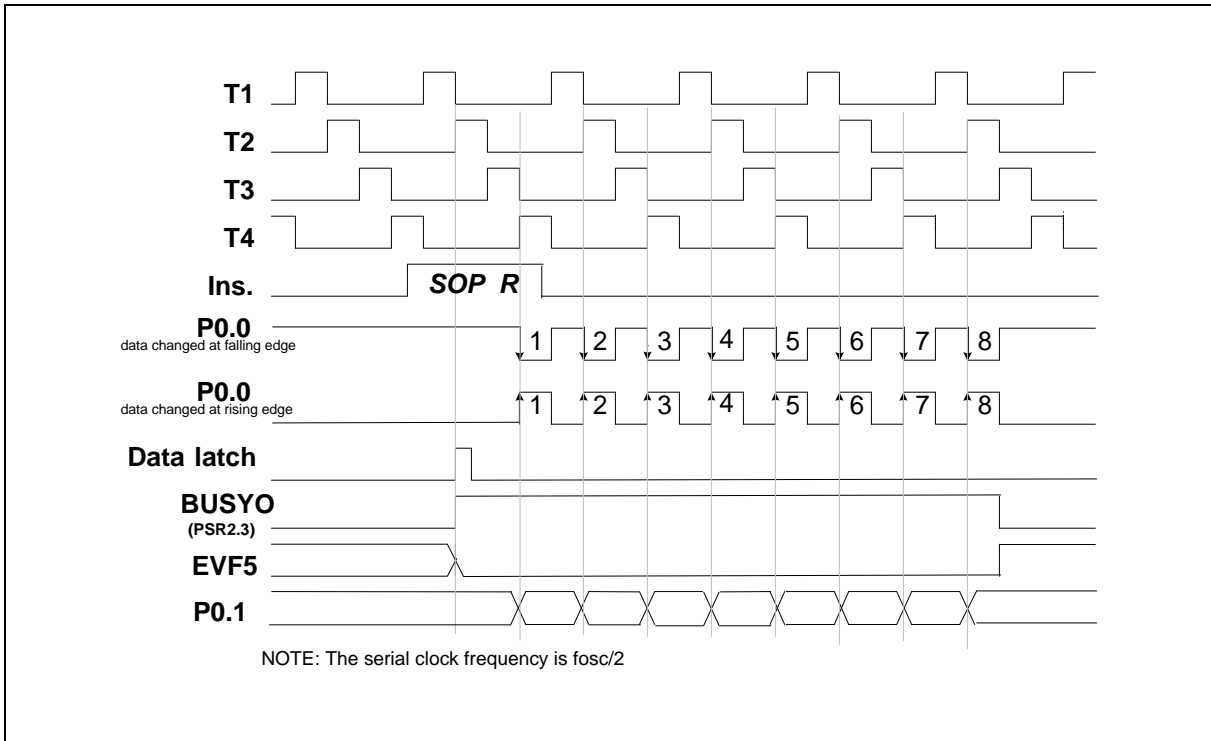 T1
T2
T3
T4
Ins. SOP R
P0.0 1 2 3 4 5 6 7 8
data changed at falling edge
P0.0
data changed at rising edge 1 2 3 4 5 6 7 8
Data latch
BUSYO
(PSR2.3)
EVF5
P0.1
NOTE: The serial clock frequency is fosc/2